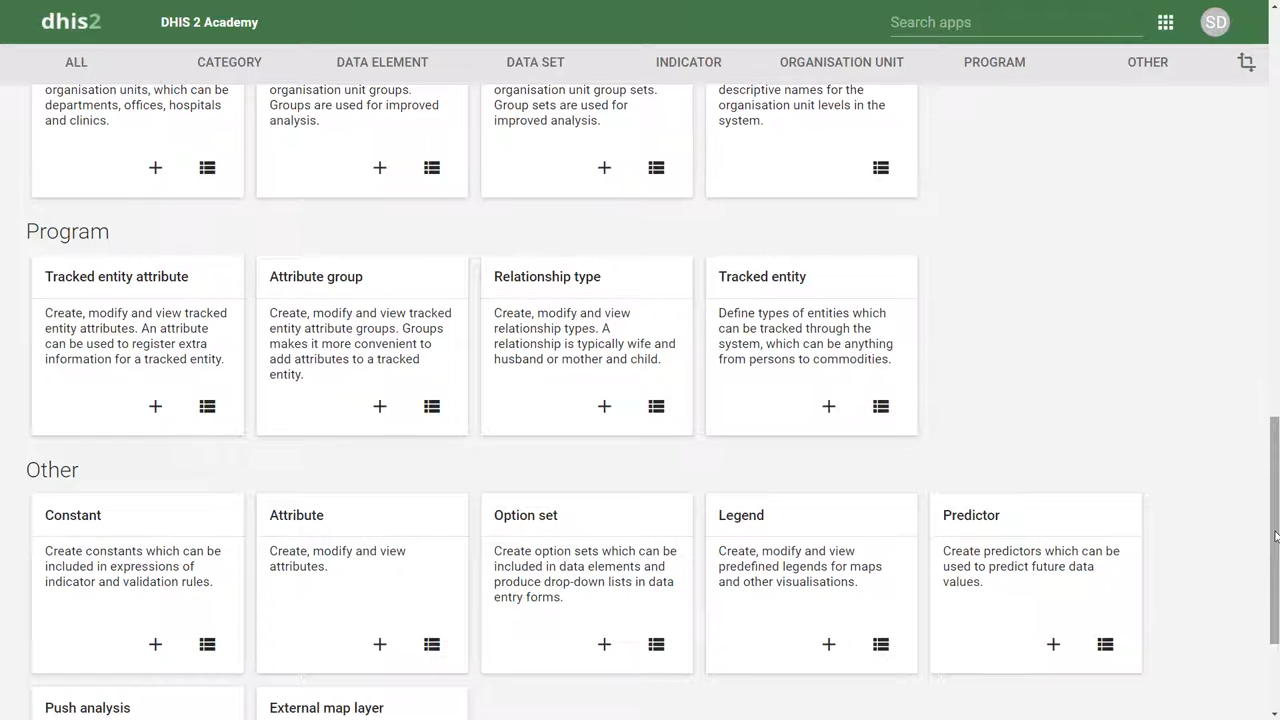 dhis2 DHIS 2 Academy Search apps SD
ALL CATEGORY DATA ELEMENT DATA SET INDICATOR ORGANISATION UNIT PROGRAM OTHER
organisation units, which can be
departments, offices, hospitals
and clinics.
organisation unit groups.
Groups are used for improved
analysis.
organisation unit group sets.
Group sets are used for
improved analysis.
descriptive names for the
organisation unit levels in the
system.
Program
Tracked entity attribute
Create, modify and view tracked
entity attributes. An attribute
can be used to register extra
information for a tracked entity.
Attribute group
Create, modify and view tracked
entity attribute groups. Groups
makes it more convenient to
add attributes to a tracked
entity.
Relationship type
Create, modify and view
relationship types. A
relationship is typically wife and
husband or mother and child.
Tracked entity
Define types of entities which
can be tracked through the
system, which can be anything
from persons to commodities.
Other
Constant
Create constants which can be
included in expressions of
indicator and validation rules.
Attribute
Create, modify and view
attributes.
Option set
Create option sets which can be
included in data elements and
produce drop-down lists in data
entry forms.
Legend
Create, modify and view
predefined legends for maps
and other visualisations.
Predictor
Create predictors which can be
used to predict future data
values.
Push analysis
External map layer